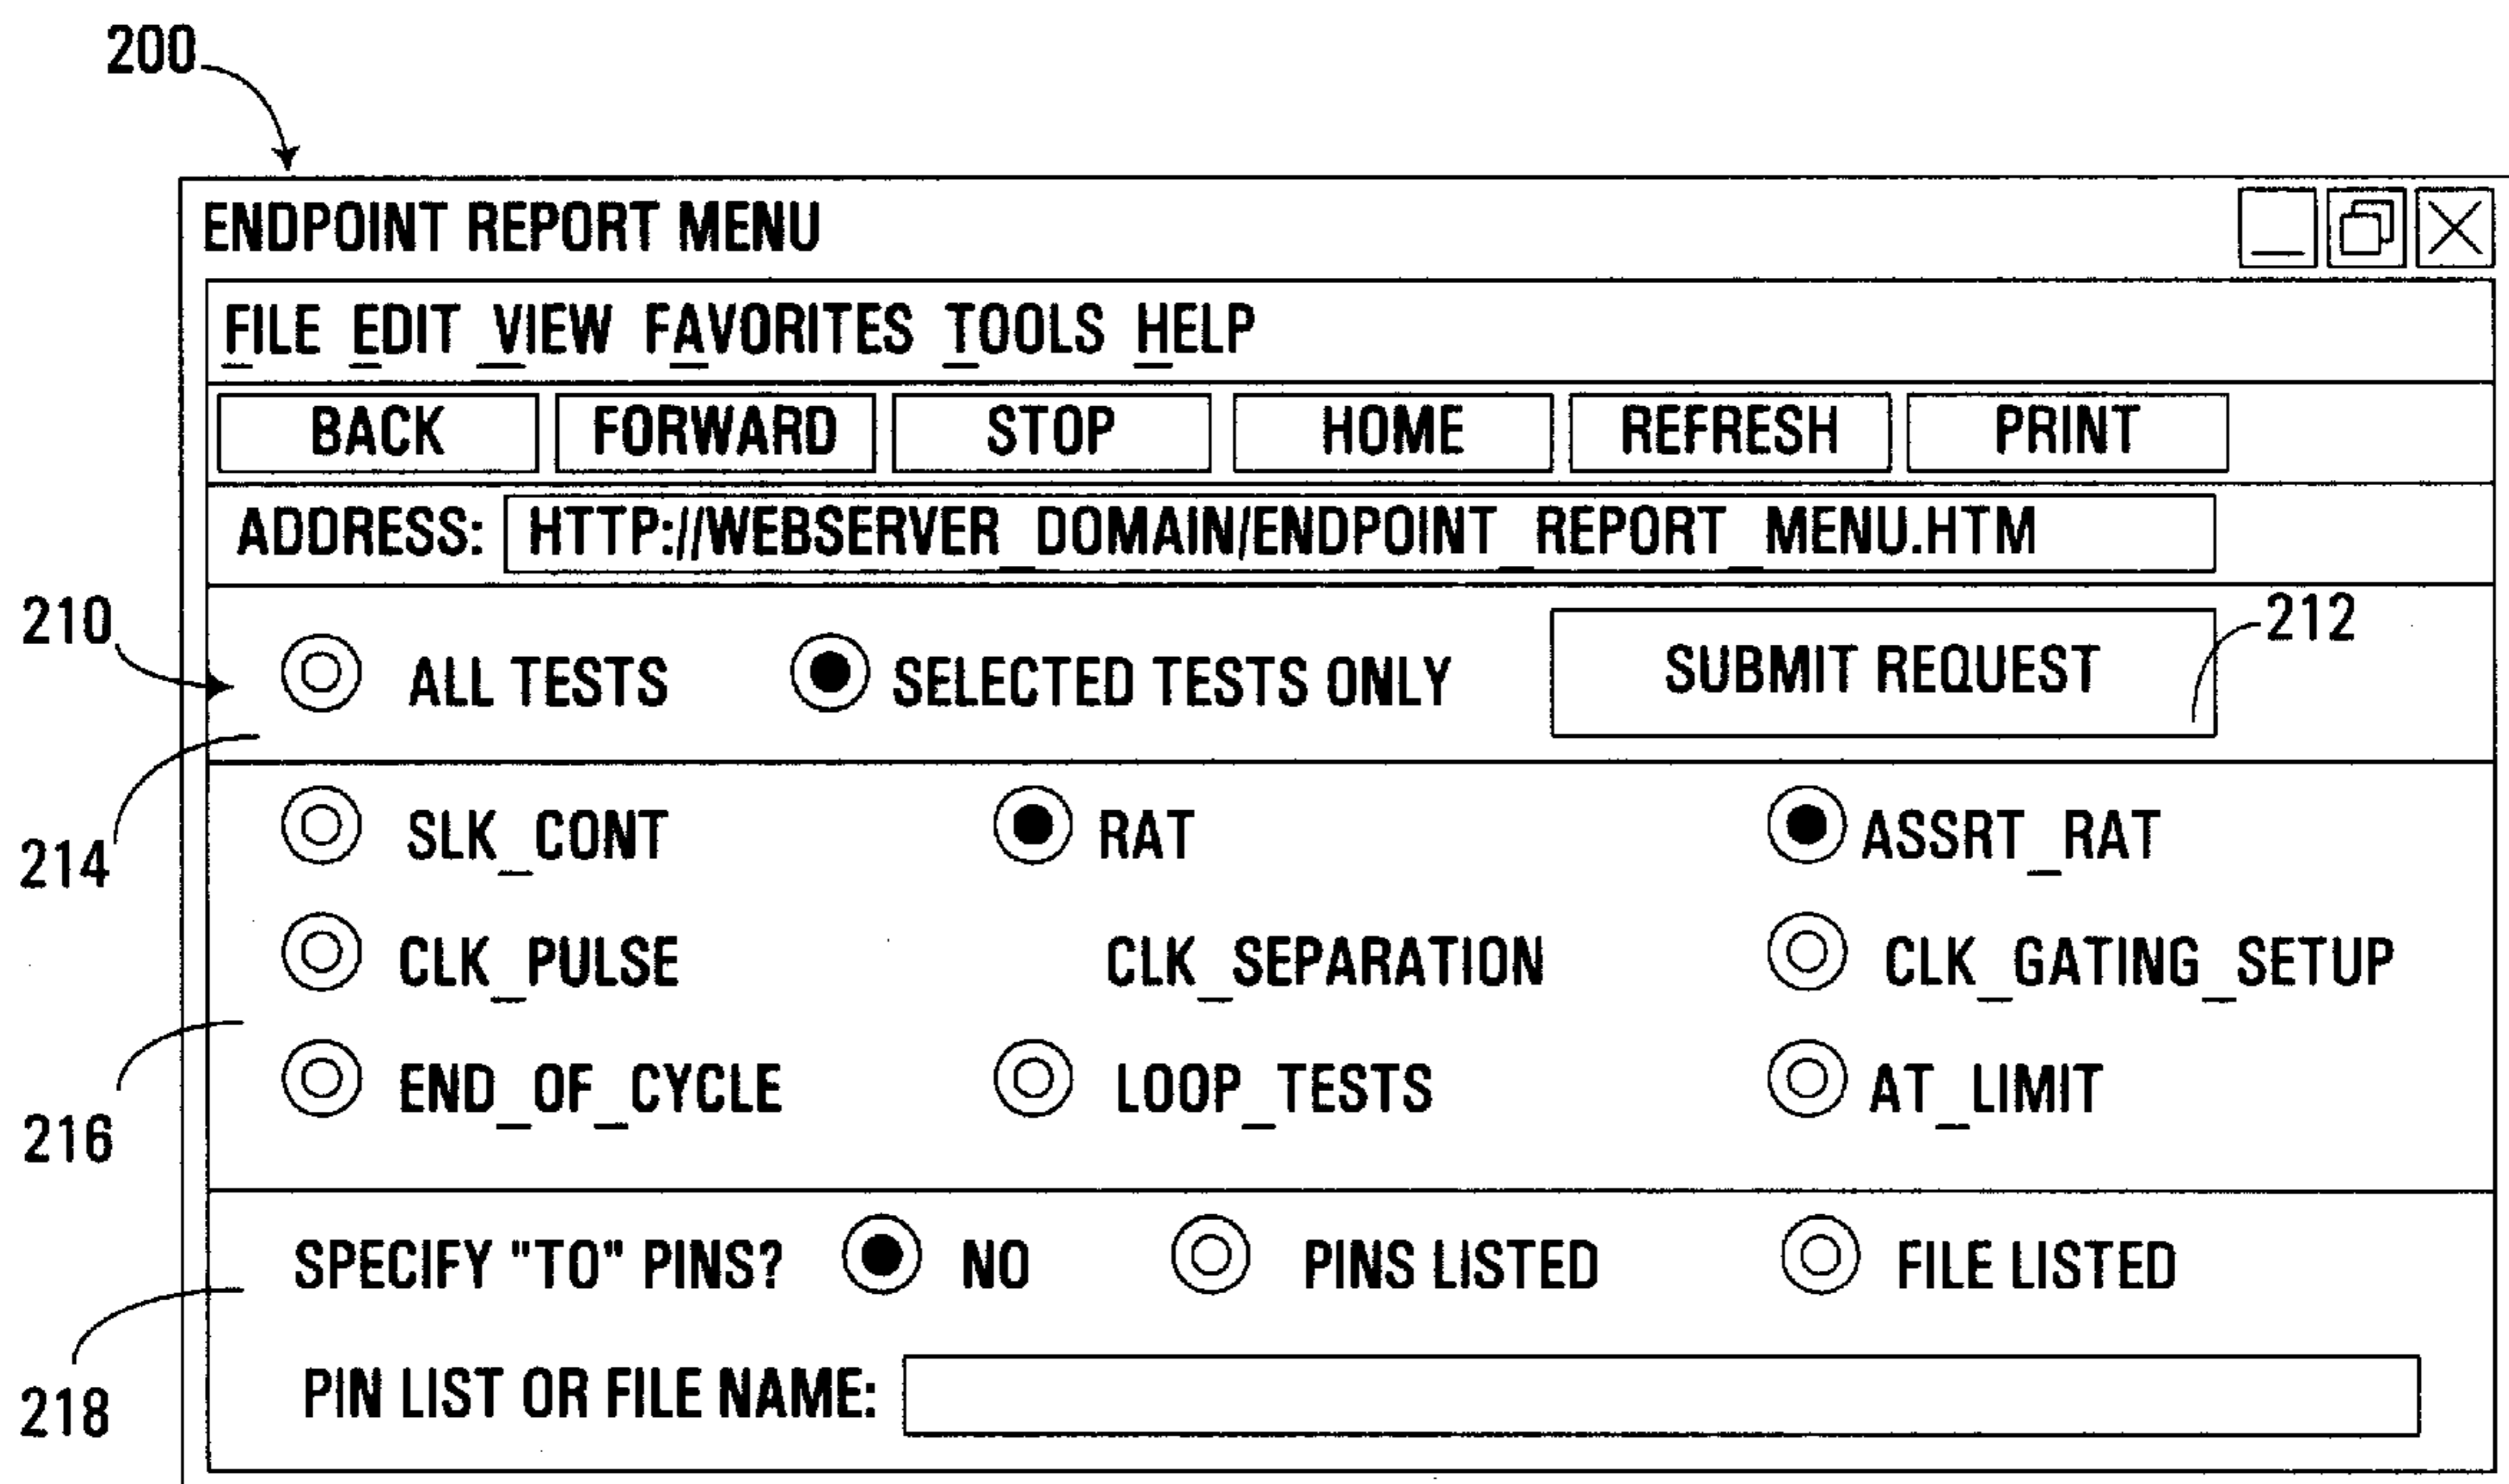 200
ENDPOINT REPORT MENU
FILE EDIT VIEW FAVORITES TOOLS HELP
BACK FORWARD STOP HOME REFRESH PRINT
ADDRESS: HTTP://WEBSERVER_DOMAIN/ENDPOINT_REPORT_MENU.HTM
210
212
ALL TESTS SELECTED TESTS ONLY SUBMIT REQUEST
214
SLK_CONT RAT ASSRT_RAT
CLK_PULSE CLK_SEPARATION CLK_GATING_SETUP
216
END_OF_CYCLE LOOP_TESTS AT_LIMIT
SPECIFY "TO" PINS? NO PINS LISTED FILE LISTED
218
PIN LIST OR FILE NAME: